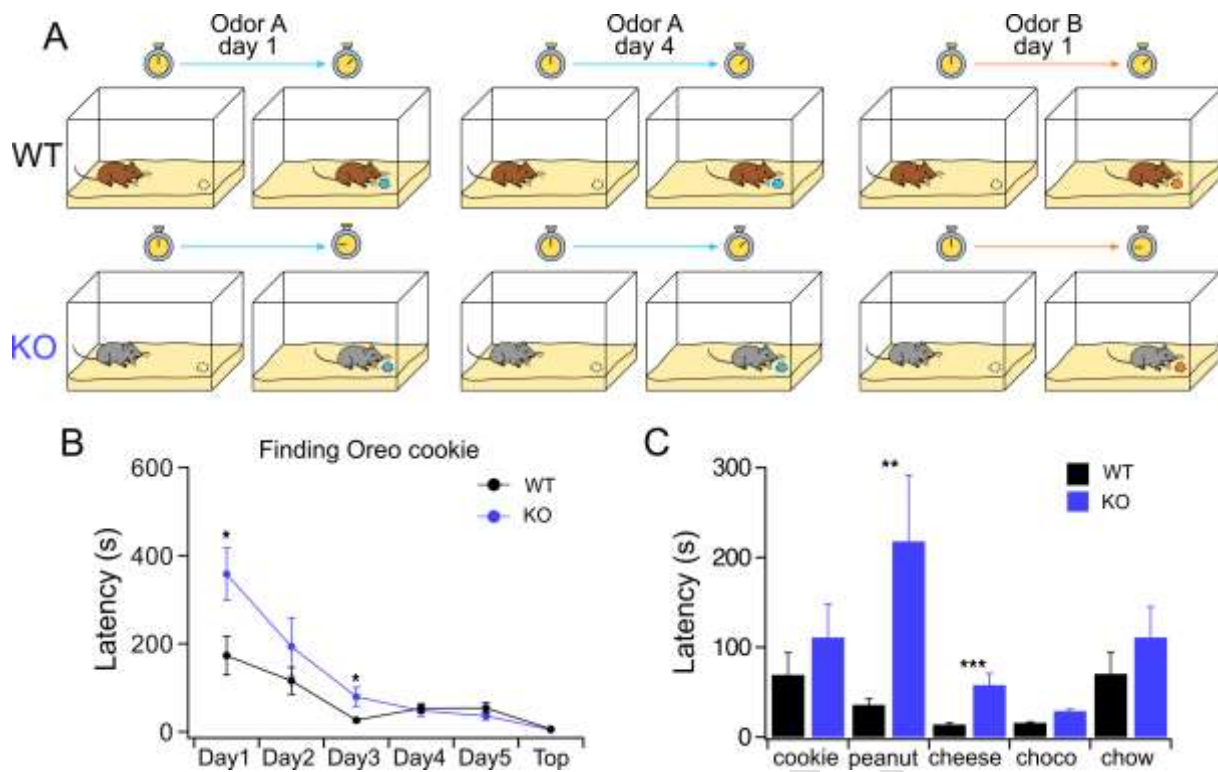 A
Odor A
day 1
Odor A
day 4
Odor B
day 1
WT
KO
B
Finding Oreo cookie
WT
KO
Latency (s)
600
400
200
0
*
*
Day1 Day2 Day3 Day4 Day5 Top
C
WT
KO
Latency (s)
300
200
100
0
**
***
cookie peanut cheese choco chow